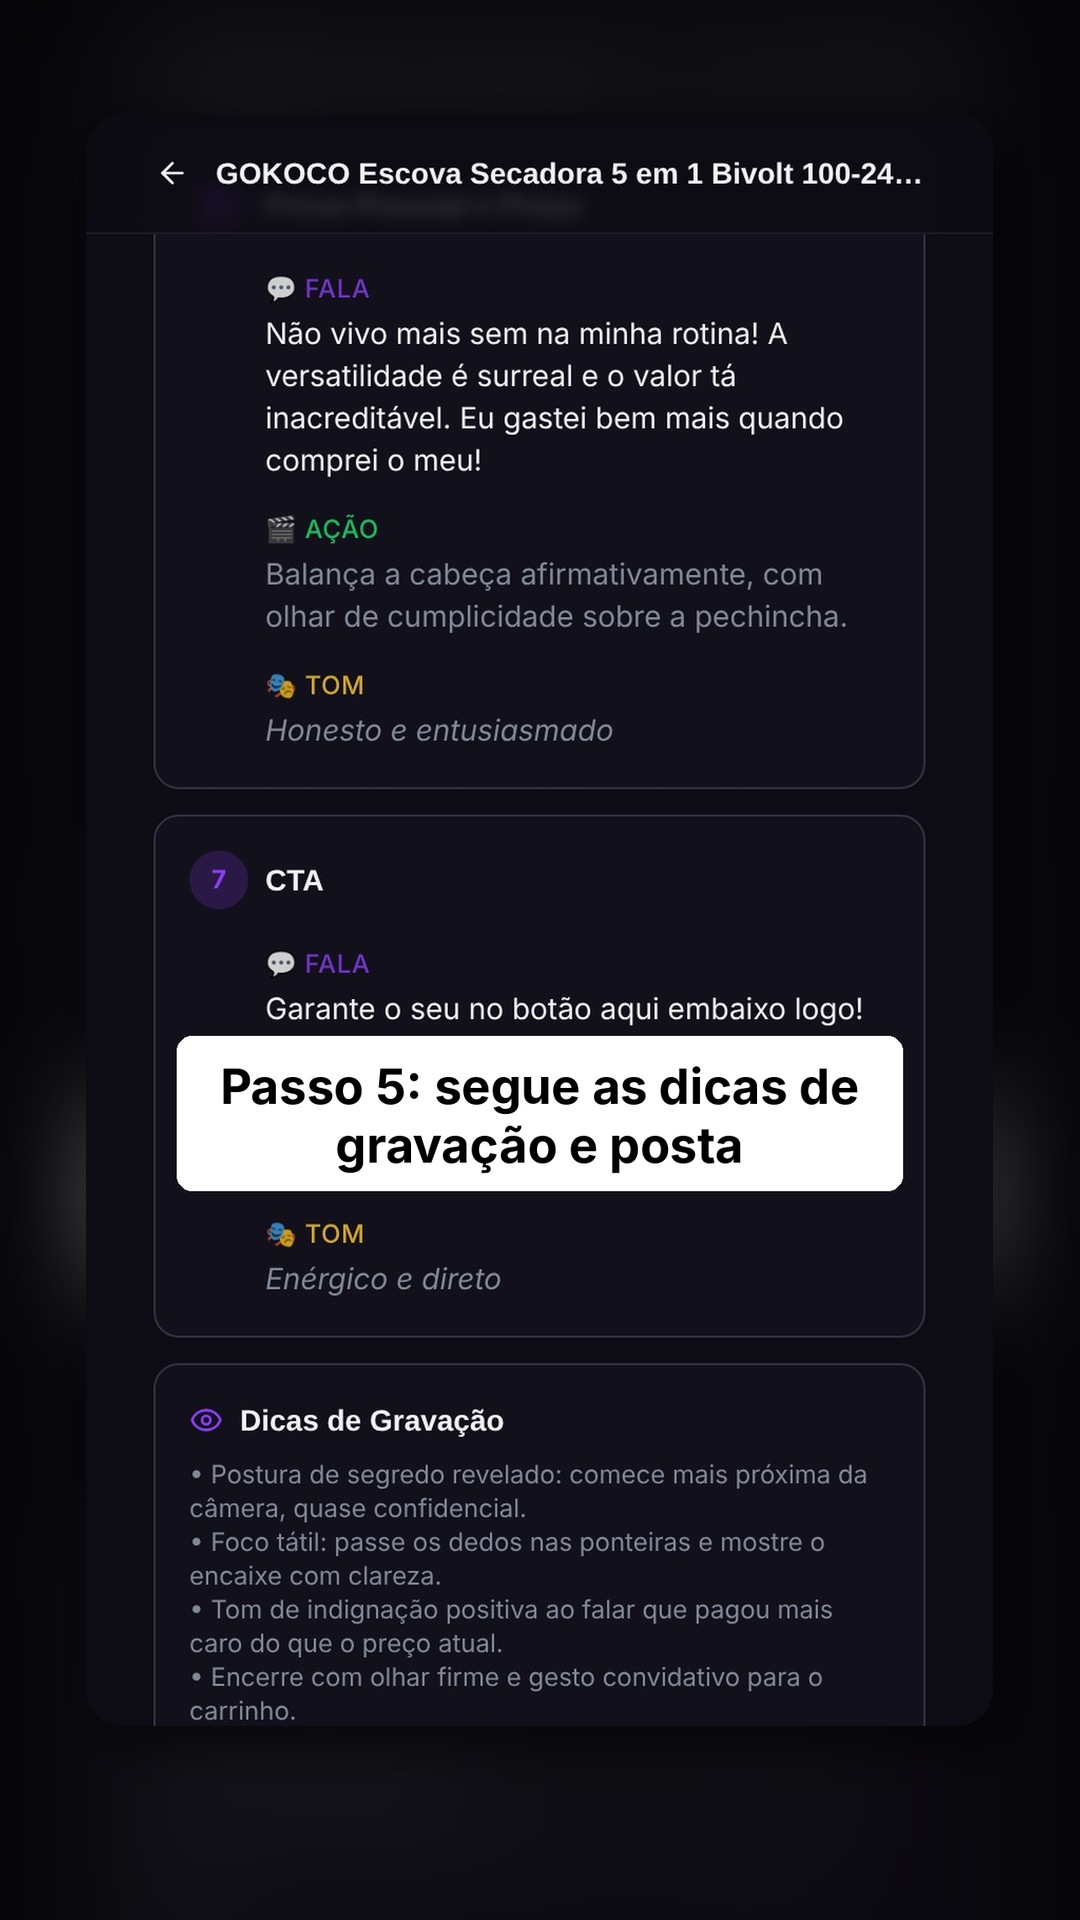 GOKOCO Escova Secadora 5 em 1 Bivolt 100-24...
💬 FALA
Não vivo mais sem na minha rotina! A
versatilidade é surreal e o valor tá
inacreditável. Eu gastei bem mais quando
comprei o meu!
🎬 AÇÃO
Balança a cabeça afirmativamente, com
olhar de cumplicidade sobre a pechincha.
🎭 TOM
Honesto e entusiasmado
7 CTA
💬 FALA
Garante o seu no botão aqui embaixo logo!
Passo 5: segue as dicas de
gravação e posta
🎭 TOM
Enérgico e direto
Dicas de Gravação
• Postura de segredo revelado: comece mais próxima da
câmera, quase confidencial.
• Foco tátil: passe os dedos nas ponteiras e mostre o
encaixe com clareza.
• Tom de indignação positiva ao falar que pagou mais
caro do que o preço atual.
• Encerre com olhar firme e gesto convidativo para o
carrinho.